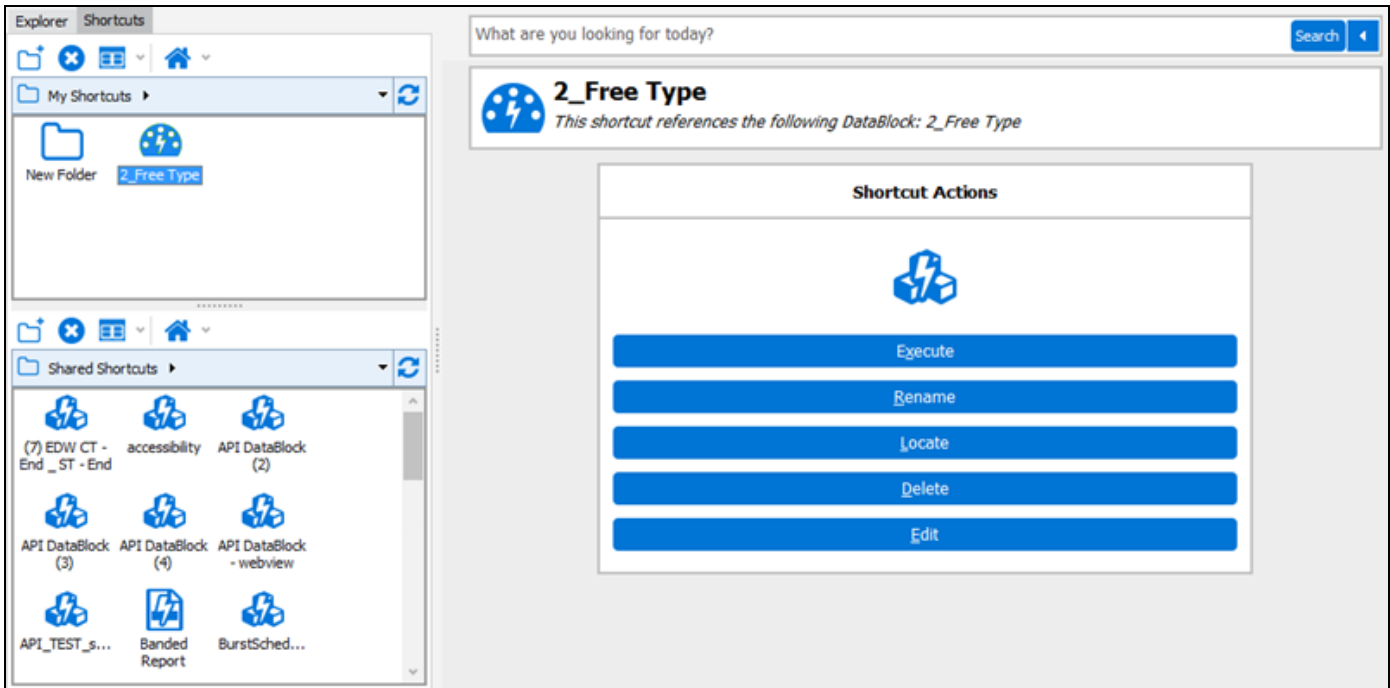 Explorer Shortcuts
My Shortcuts
New Folder
2_Free Type
Shared Shortcuts
(7) EDW CT -
End _ ST - End
accessibility
API DataBlock
(2)
API DataBlock
(3)
API DataBlock
(4)
API DataBlock
- webview
API_TEST_s...
Banded
Report
BurstSched...
What are you looking for today?
Search
2_Free Type
This shortcut references the following DataBlock: 2_Free Type
Shortcut Actions
Execute
Rename
Locate
Delete
Edit